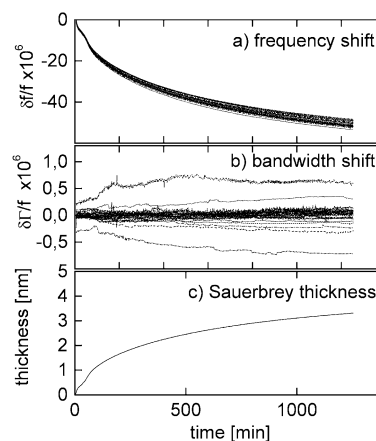 0
-20
-40
δf/f x10⁶
a) frequency shift
1,0
0,5
0,0
-0,5
δΓ/f x10⁶
b) bandwidth shift
5
4
3
2
1
0
thickness [nm]
c) Sauerbrey thickness
0 500 1000
time [min]